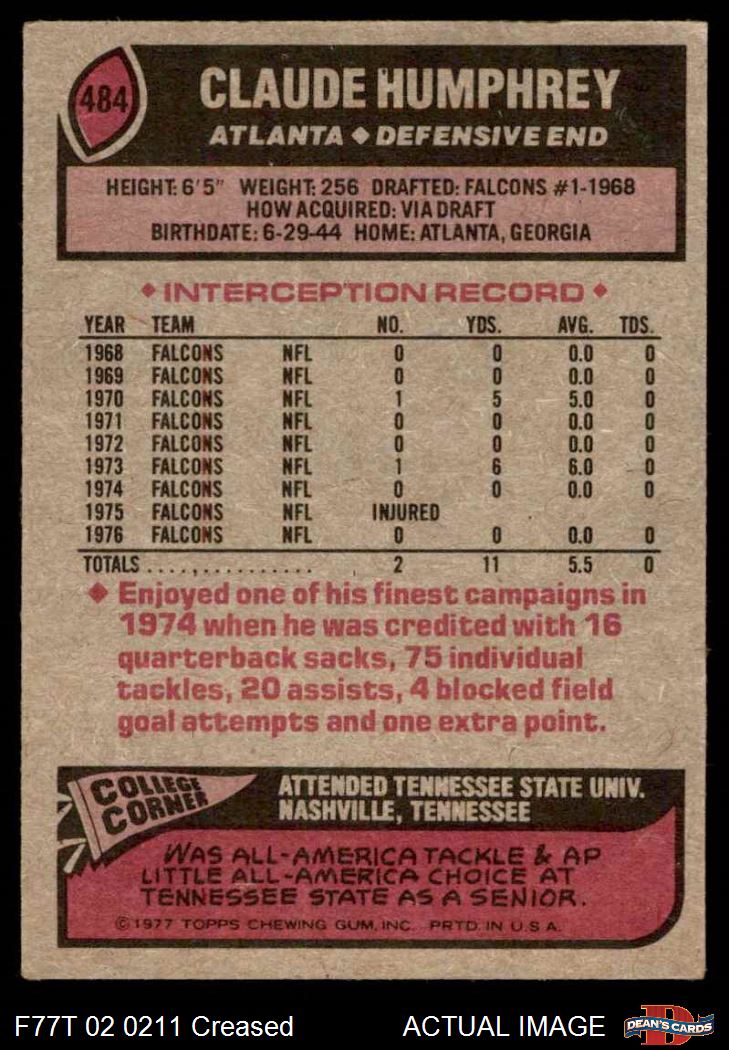 484
CLAUDE HUMPHREY
ATLANTA ◆ DEFENSIVE END
HEIGHT: 6'5" WEIGHT: 256 DRAFTED: FALCONS #1-1968
HOW ACQUIRED: VIA DRAFT
BIRTHDATE: 6-29-44 HOME: ATLANTA, GEORGIA
◆ INTERCEPTION RECORD ◆
YEAR TEAM NO. YDS. AVG. TDS.
1968 FALCONS NFL 0 0 0.0 0
1969 FALCONS NFL 0 0 0.0 0
1970 FALCONS NFL 1 5 5.0 0
1971 FALCONS NFL 0 0 0.0 0
1972 FALCONS NFL 0 0 0.0 0
1973 FALCONS NFL 1 6 6.0 0
1974 FALCONS NFL 0 0 0.0 0
1975 FALCONS NFL INJURED
1976 FALCONS NFL 0 0 0.0 0
TOTALS ................ 2 11 5.5 0
◆ Enjoyed one of his finest campaigns in
1974 when he was credited with 16
quarterback sacks, 75 individual
tackles, 20 assists, 4 blocked field
goal attempts and one extra point.
COLLEGE
CORNER
ATTENDED TENNESSEE STATE UNIV.
NASHVILLE, TENNESSEE
WAS ALL-AMERICA TACKLE & AP
LITTLE ALL-AMERICA CHOICE AT
TENNESSEE STATE AS A SENIOR.
©1977 TOPPS CHEWING GUM, INC. PRTD. IN U.S.A.
F77T 02 0211 Creased
ACTUAL IMAGE
D
DEAN'S CARDS